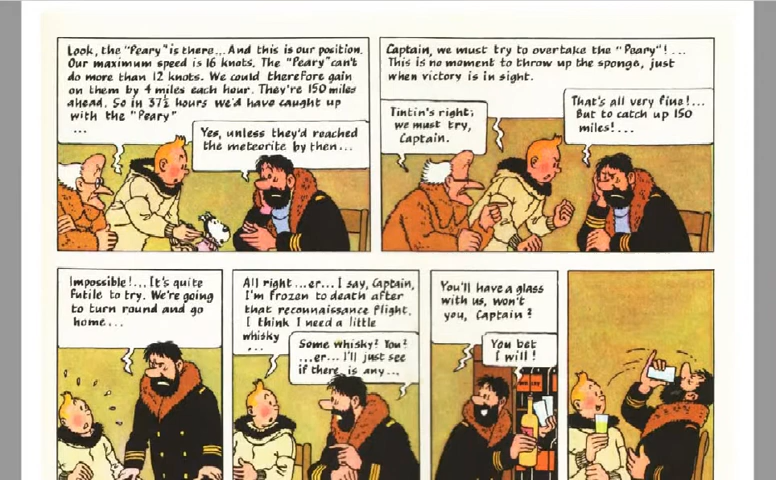 Look, the "Peary" is there... And this is our position.
Our maximum speed is 16 knots. The "Peary" can't
do more than 12 knots. We could therefore gain
on them by 4 miles each hour. They're 150 miles
ahead. So in 37½ hours we'd have caught up
with the "Peary"
...
Yes, unless they'd reached
the meteorite by then...
Captain, we must try to overtake the "Peary"! ...
This is no moment to throw up the sponge, just
when victory is in sight.
Tintin's right;
we must try,
Captain.
That's all very fine!...
But to catch up 150
miles!...
Impossible!... It's quite
futile to try. We're going
to turn round and go
home...
All right ...er... I say, Captain,
I'm frozen to death after
that reconnaissance flight.
I think I need a little
whisky
...
Some whisky? You?
...er... I'll just see
if there is any...
You'll have a glass
with us, won't
you, Captain?
You bet
I will!